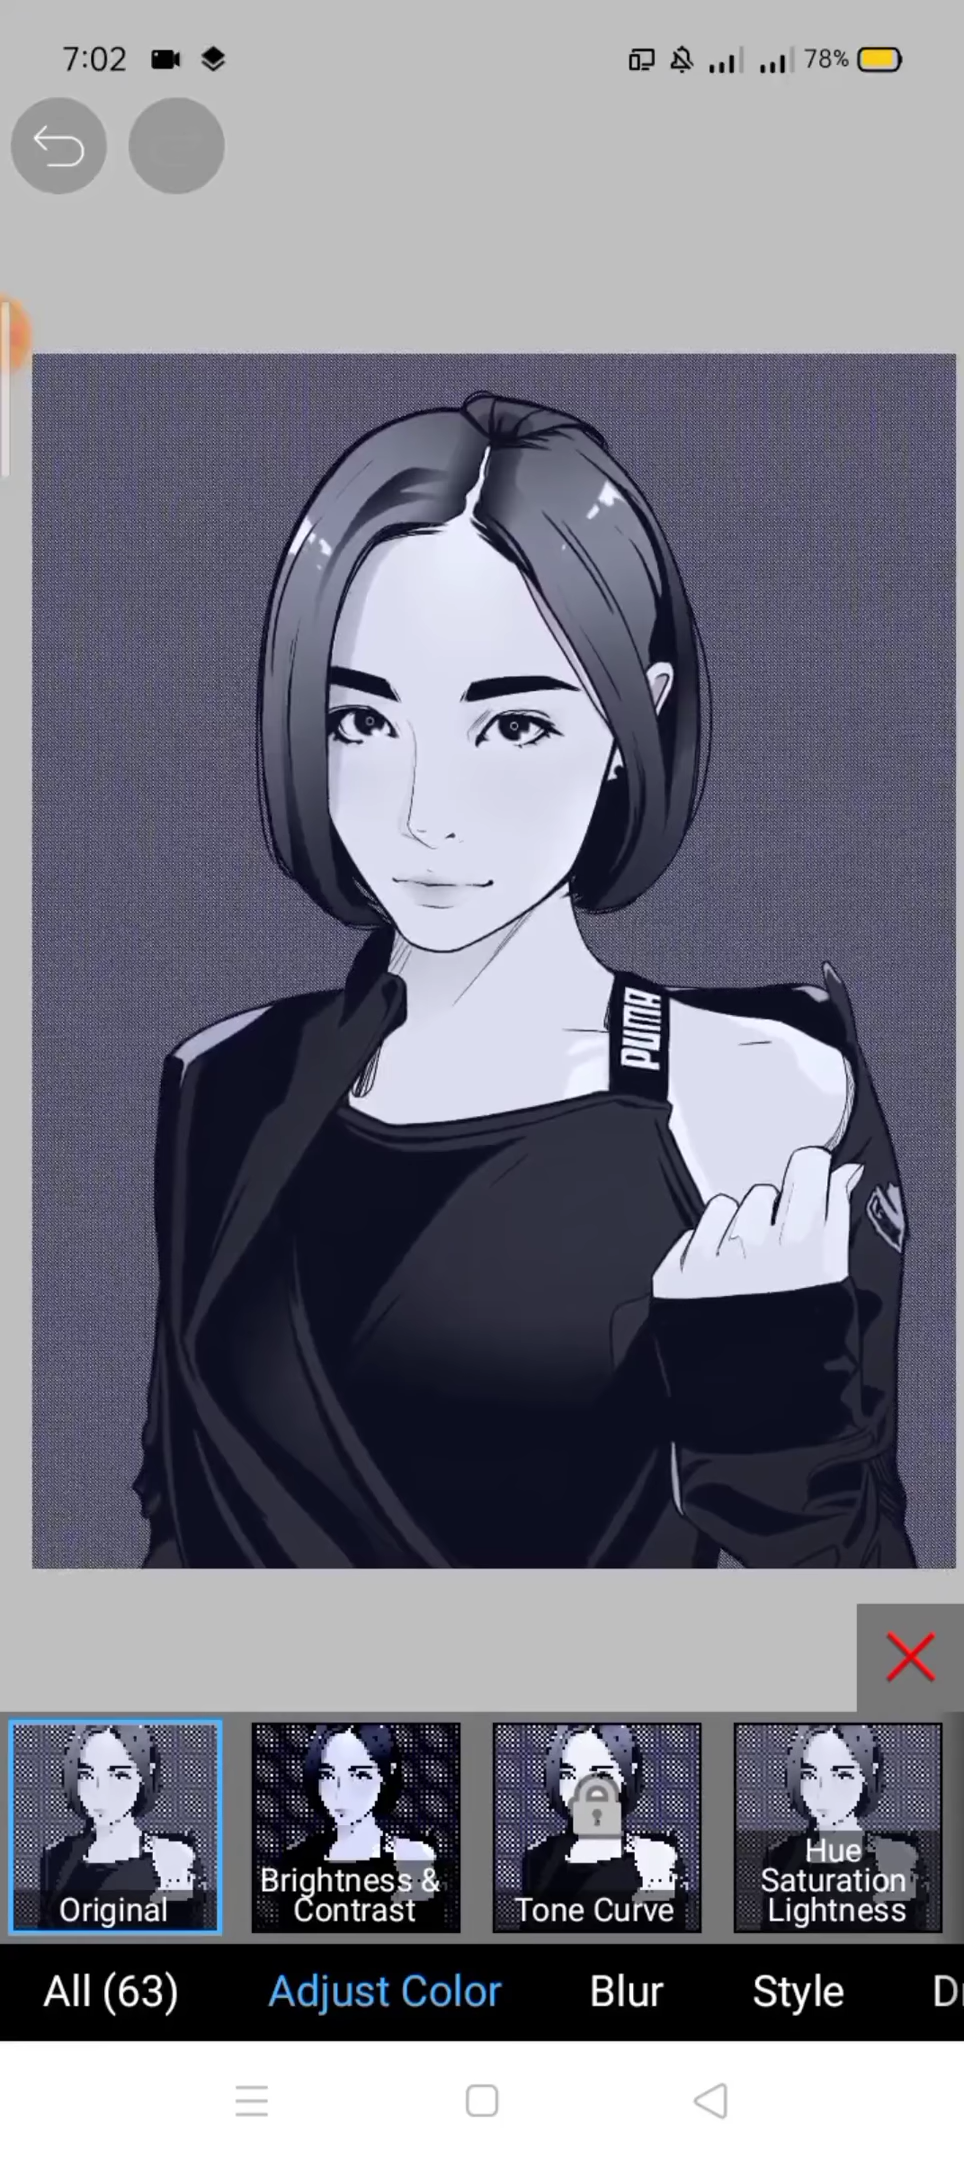 7:02
78%
PUMA
Original
Brightness &
Contrast
Tone Curve
Hue
Saturation
Lightness
All (63)
Adjust Color
Blur
Style